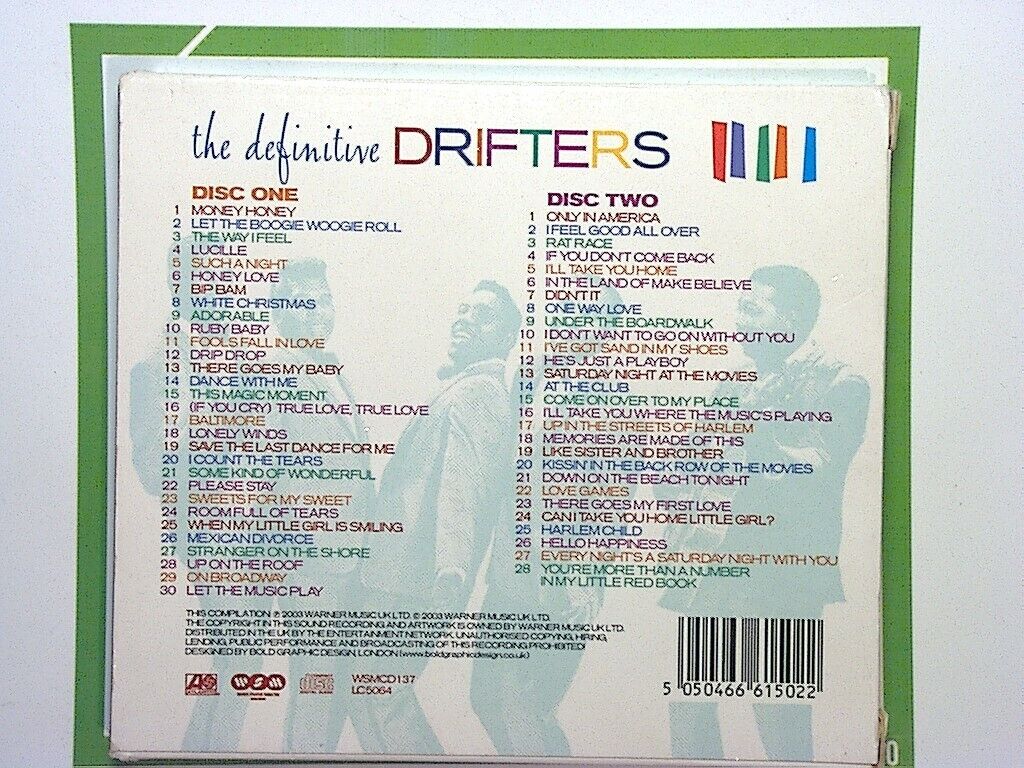 the definitive DRIFTERS
DISC ONE
1 MONEY HONEY
2 LET THE BOOGIE WOOGIE ROLL
3 THE WAY I FEEL
4 LUCILLE
5 SUCH A NIGHT
6 HONEY LOVE
7 BIP BAM
8 WHITE CHRISTMAS
9 ADORABLE
10 RUBY BABY
11 FOOLS FALL IN LOVE
12 DRIP DROP
13 THERE GOES MY BABY
14 DANCE WITH ME
15 THIS MAGIC MOMENT
16 (IF YOU CRY) TRUE LOVE, TRUE LOVE
17 BALTIMORE
18 LONELY WINDS
19 SAVE THE LAST DANCE FOR ME
20 I COUNT THE TEARS
21 SOME KIND OF WONDERFUL
22 PLEASE STAY
23 SWEETS FOR MY SWEET
24 ROOM FULL OF TEARS
25 WHEN MY LITTLE GIRL IS SMILING
26 MEXICAN DIVORCE
27 STRANGER ON THE SHORE
28 UP ON THE ROOF
29 ON BROADWAY
30 LET THE MUSIC PLAY
DISC TWO
1 ONLY IN AMERICA
2 I FEEL GOOD ALL OVER
3 RAT RACE
4 IF YOU DON'T COME BACK
5 I'LL TAKE YOU HOME
6 IN THE LAND OF MAKE BELIEVE
7 DIDN'T IT
8 ONE WAY LOVE
9 UNDER THE BOARDWALK
10 I DON'T WANT TO GO ON WITHOUT YOU
11 I'VE GOT SAND IN MY SHOES
12 HE'S JUST A PLAYBOY
13 SATURDAY NIGHT AT THE MOVIES
14 AT THE CLUB
15 COME ON OVER TO MY PLACE
16 I'LL TAKE YOU WHERE THE MUSIC'S PLAYING
17 UP IN THE STREETS OF HARLEM
18 MEMORIES ARE MADE OF THIS
19 LIKE SISTER AND BROTHER
20 KISSIN' IN THE BACK ROW OF THE MOVIES
21 DOWN ON THE BEACH TONIGHT
22 LOVE GAMES
23 THERE GOES MY FIRST LOVE
24 CAN I TAKE YOU HOME LITTLE GIRL?
25 HARLEM CHILD
26 HELLO HAPPINESS
27 EVERY NIGHT'S A SATURDAY NIGHT WITH YOU
28 YOU'RE MORE THAN A NUMBER
IN MY LITTLE RED BOOK
THIS COMPILATION ℗ 2003 WARNER MUSIC UK LTD. © 2003 WARNER MUSIC UK LTD.
THE COPYRIGHT IN THIS SOUND RECORDING AND ARTWORK IS OWNED BY WARNER MUSIC UK LTD.
DISTRIBUTED IN THE UK BY THE ENTERTAINMENT NETWORK. UNAUTHORISED COPYING, HIRING,
LENDING, PUBLIC PERFORMANCE AND BROADCASTING OF THIS RECORDING PROHIBITED.
DESIGNED BY BOLD GRAPHIC DESIGN, LONDON (www.boldgraphicdesign.co.uk)
WSM
disc
WSMCD137
LC5064
5 050466 615022
0